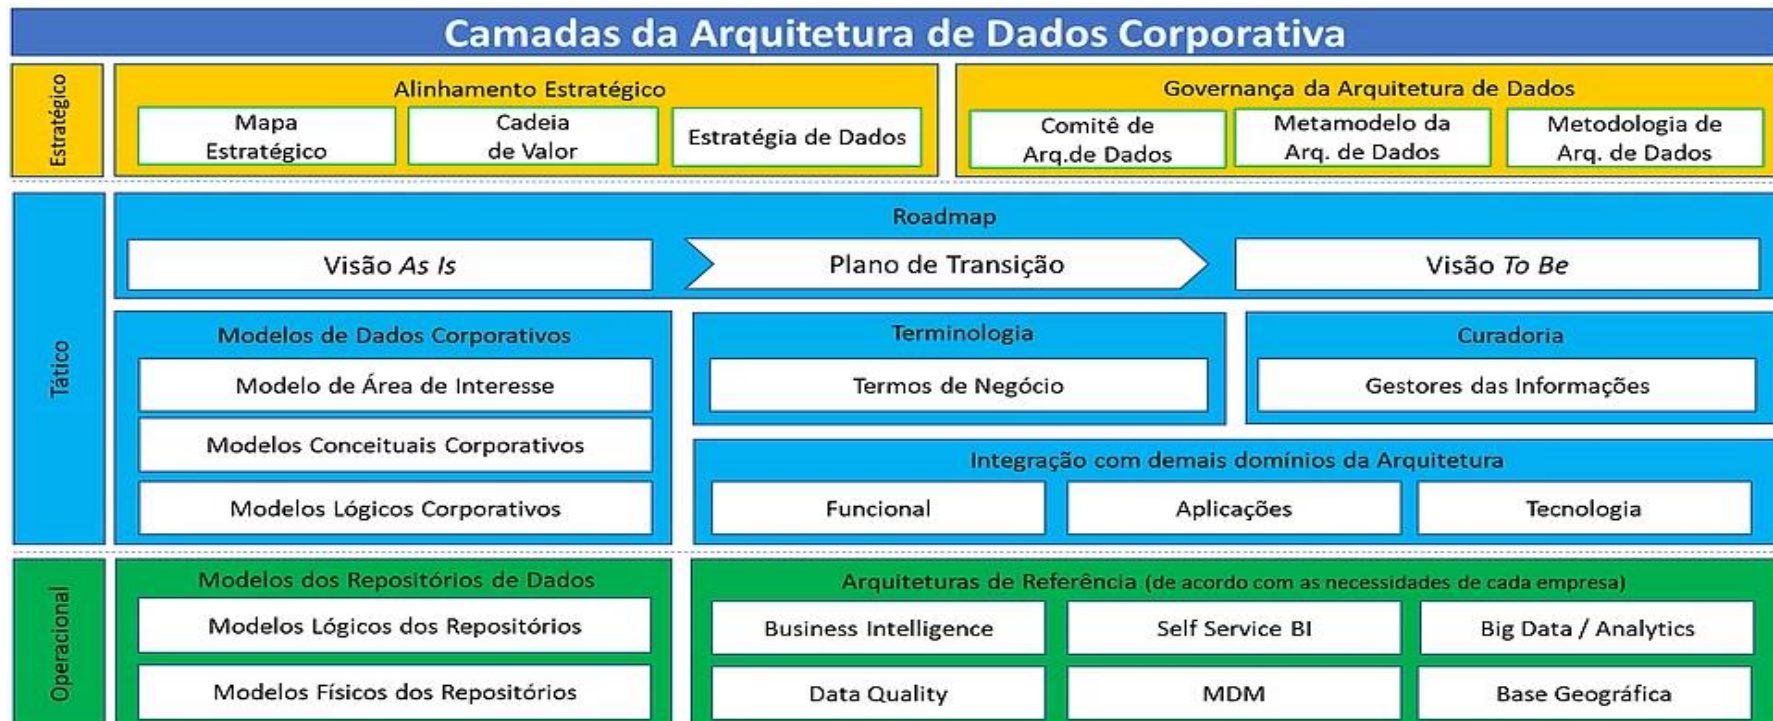 Camadas da Arquitetura de Dados Corporativa
Estratégico
Alinhamento Estratégico
Mapa
Estratégico
Cadeia
de Valor
Estratégia de Dados
Governança da Arquitetura de Dados
Comitê de
Arq.de Dados
Metamodelo da
Arq. de Dados
Metodologia de
Arq. de Dados
Tático
Roadmap
Visão As Is
Plano de Transição
Visão To Be
Modelos de Dados Corporativos
Modelo de Área de Interesse
Modelos Conceituais Corporativos
Modelos Lógicos Corporativos
Terminologia
Termos de Negócio
Curadoria
Gestores das Informações
Integração com demais domínios da Arquitetura
Funcional
Aplicações
Tecnologia
Operacional
Modelos dos Repositórios de Dados
Modelos Lógicos dos Repositórios
Modelos Físicos dos Repositórios
Arquiteturas de Referência (de acordo com as necessidades de cada empresa)
Business Intelligence
Self Service BI
Big Data / Analytics
Data Quality
MDM
Base Geográfica